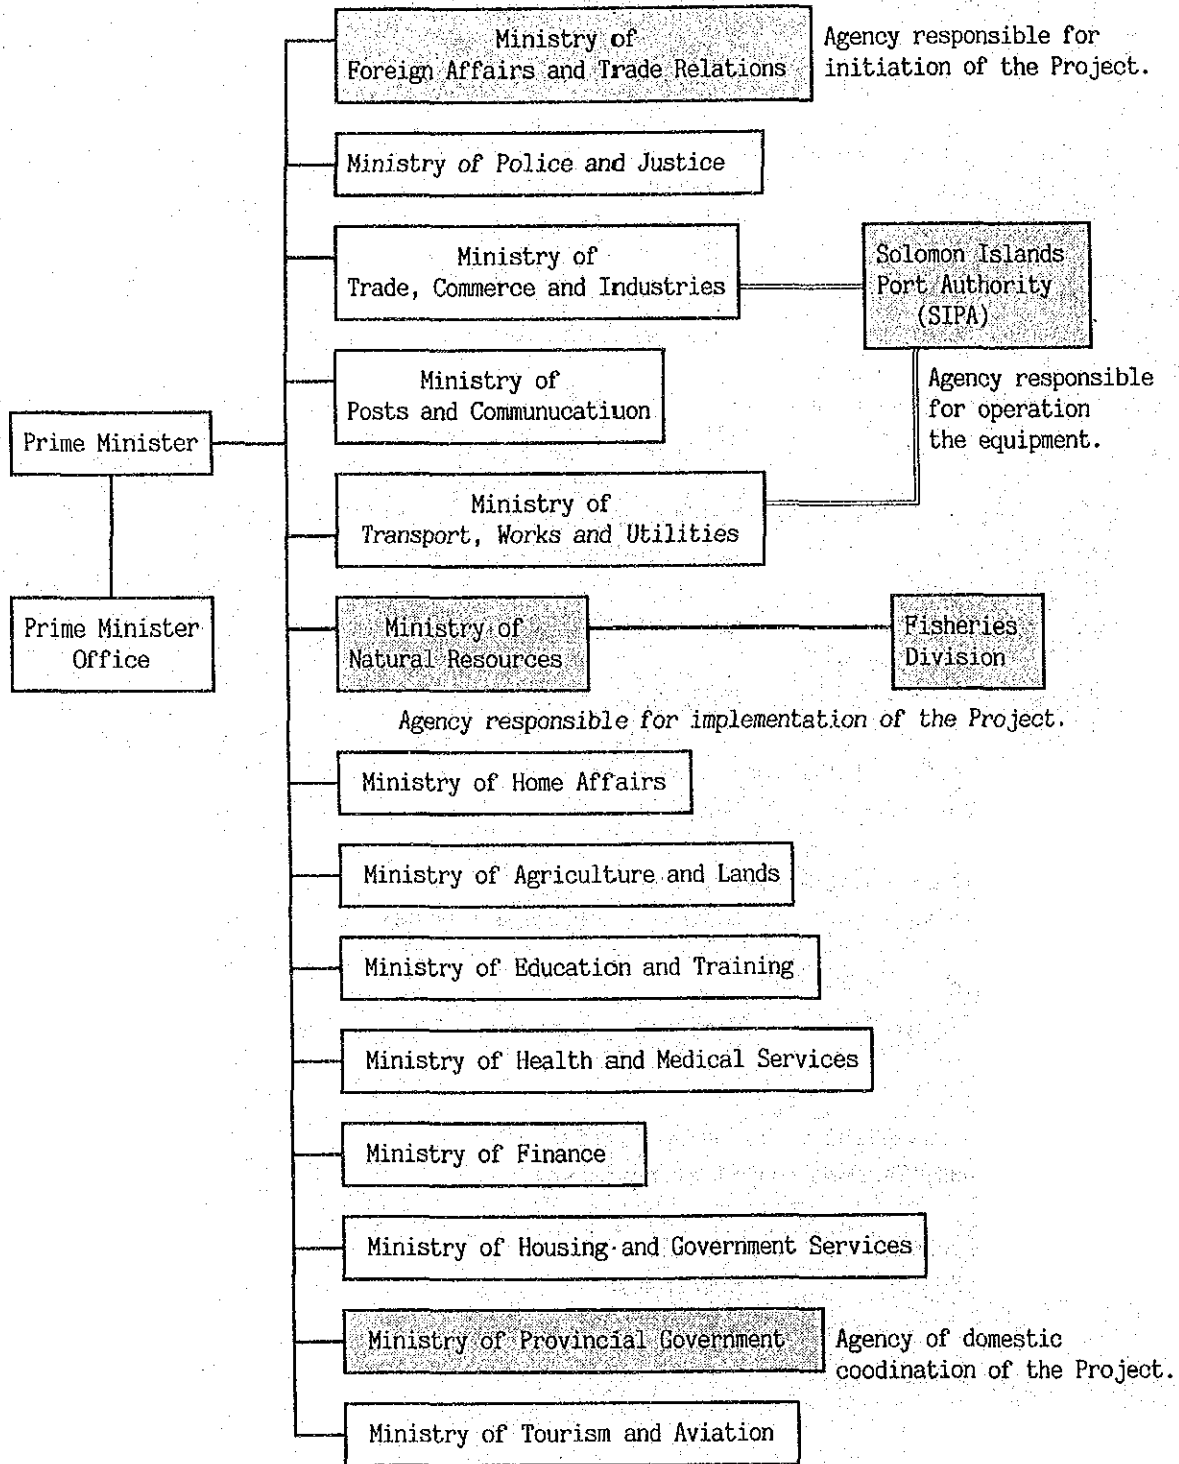 Ministry of
Foreign Affairs and Trade Relations
Agency responsible for
initiation of the Project.
Ministry of Police and Justice
Ministry of
Trade, Commerce and Industries
Solomon Islands
Port Authority
(SIPA)
Agency responsible
for operation
the equipment.
Ministry of
Posts and Communucatiuon
Prime Minister
Ministry of
Transport, Works and Utilities
Prime Minister
Office
Ministry of
Natural Resources
Fisheries
Division
Agency responsible for implementation of the Project.
Ministry of Home Affairs
Ministry of Agriculture and Lands
Ministry of Education and Training
Ministry of Health and Medical Services
Ministry of Finance
Ministry of Housing and Government Services
Ministry of Provincial Government
Agency of domestic
coodination of the Project.
Ministry of Tourism and Aviation